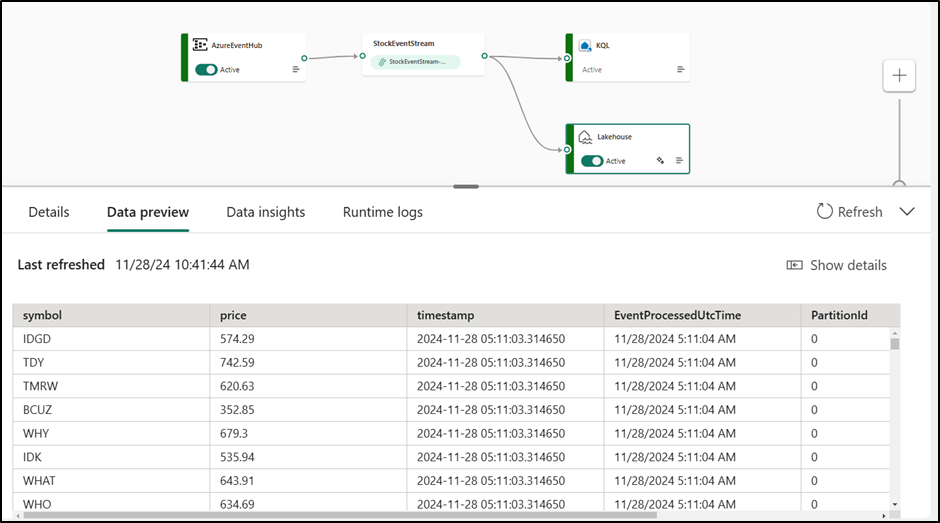 AzureEventHub
Active
StockEventStream
StockEventStream-...
KQL
Active
Lakehouse
Active
Details Data preview Data insights Runtime logs Refresh
Last refreshed 11/28/24 10:41:44 AM Show details
symbol price timestamp EventProcessedUtcTime PartitionId
IDGD 574.29 2024-11-28 05:11:03.314650 11/28/2024 5:11:04 AM 0
TDY 742.59 2024-11-28 05:11:03.314650 11/28/2024 5:11:04 AM 0
TMRW 620.63 2024-11-28 05:11:03.314650 11/28/2024 5:11:04 AM 0
BCUZ 352.85 2024-11-28 05:11:03.314650 11/28/2024 5:11:04 AM 0
WHY 679.3 2024-11-28 05:11:03.314650 11/28/2024 5:11:04 AM 0
IDK 535.94 2024-11-28 05:11:03.314650 11/28/2024 5:11:04 AM 0
WHAT 643.91 2024-11-28 05:11:03.314650 11/28/2024 5:11:04 AM 0
WHO 634.69 2024-11-28 05:11:03.314650 11/28/2024 5:11:04 AM 0